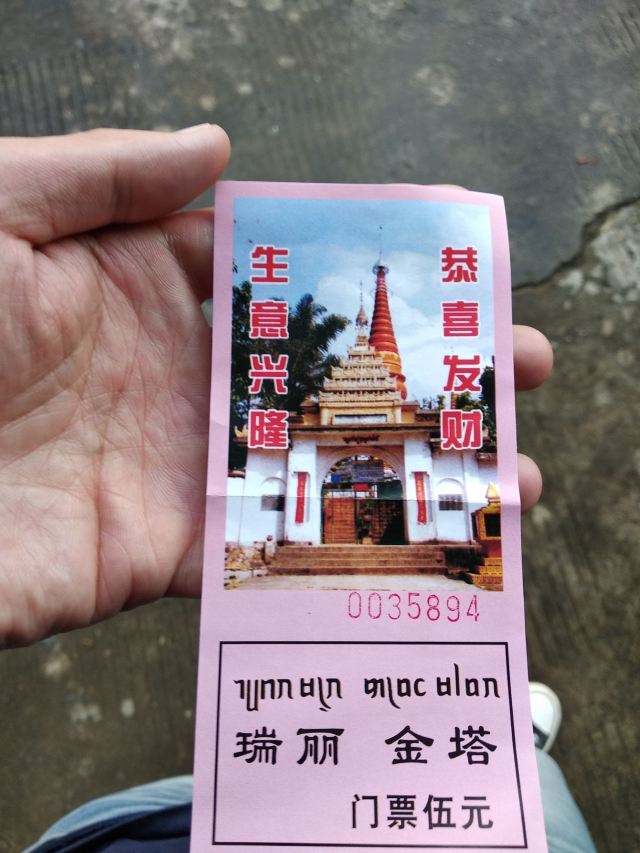 恭喜发财
生意兴隆
0035894
瑞丽 金塔
门票伍元